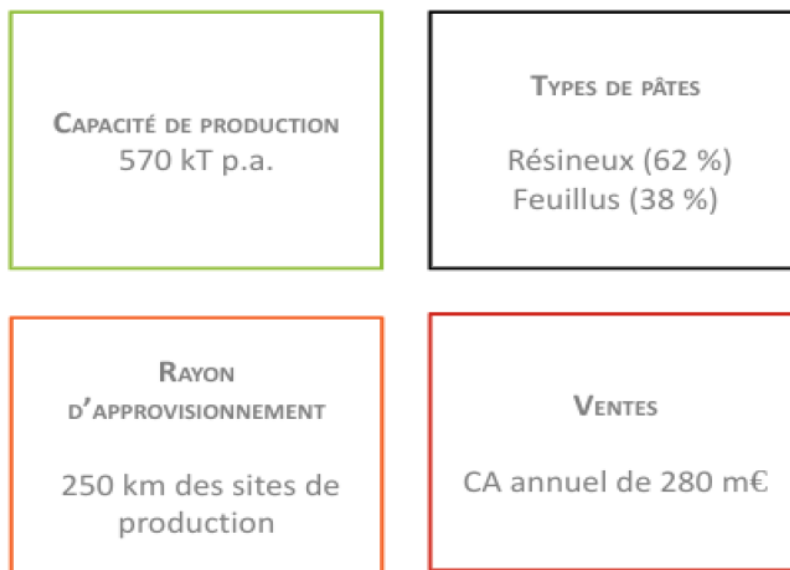 CAPACITÉ DE PRODUCTION
570 kT p.a.
TYPES DE PÂTES
Résineux (62 %)
Feuillus (38 %)
RAYON
D'APPROVISIONNEMENT
250 km des sites de
production
VENTES
CA annuel de 280 m€